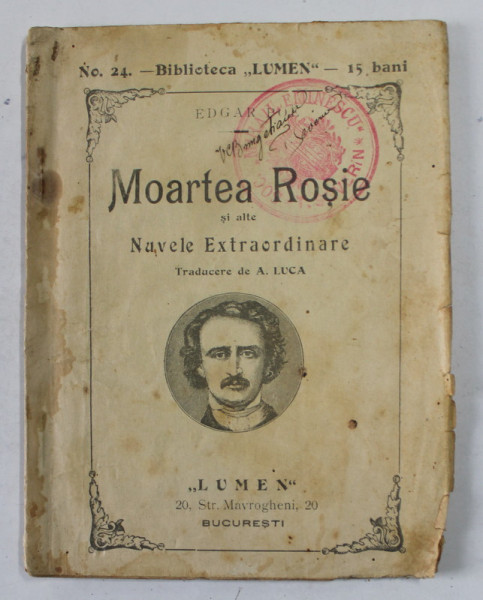 No. 24. — Biblioteca „LUMEN“ — 15 bani
EDGAR
EMINESCU
Moartea Roșie
și alte
Nuvele Extraordinare
Traducere de A. LUCA
„LUMEN“
20, Str. Mavrogheni, 20
BUCUREȘTI